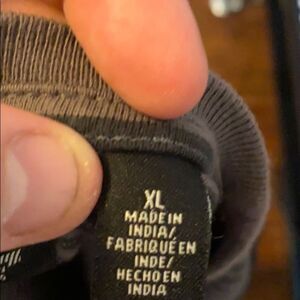 XL
MADE IN
INDIA/
FABRIQUÉ EN
INDE/
HECHO EN
INDIA